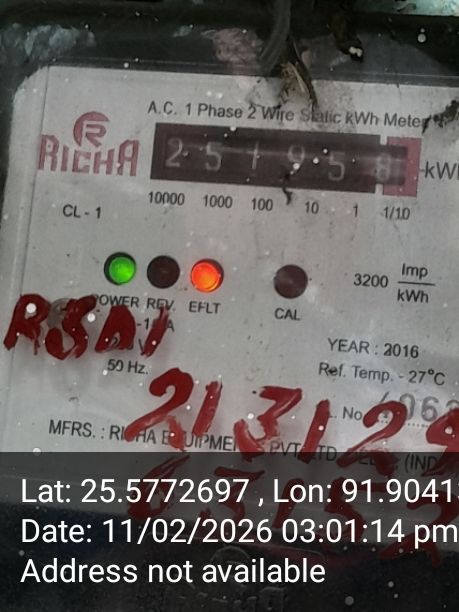 A.C. 1 Phase 2 Wire Static kWh Meter
RICHA
2 5 1 9 5 8
kWh
10000 1000 100 10 1 1/10
CL - 1
3200 Imp
kWh
POWER REV. EFLT
CAL
RSD1
50 Hz.
YEAR : 2016
Ref. Temp. - 27°C
213129
MFRS. : RICHA EQUIPMENT PVT LTD
Lat: 25.5772697 , Lon: 91.9041
Date: 11/02/2026 03:01:14 pm
Address not available